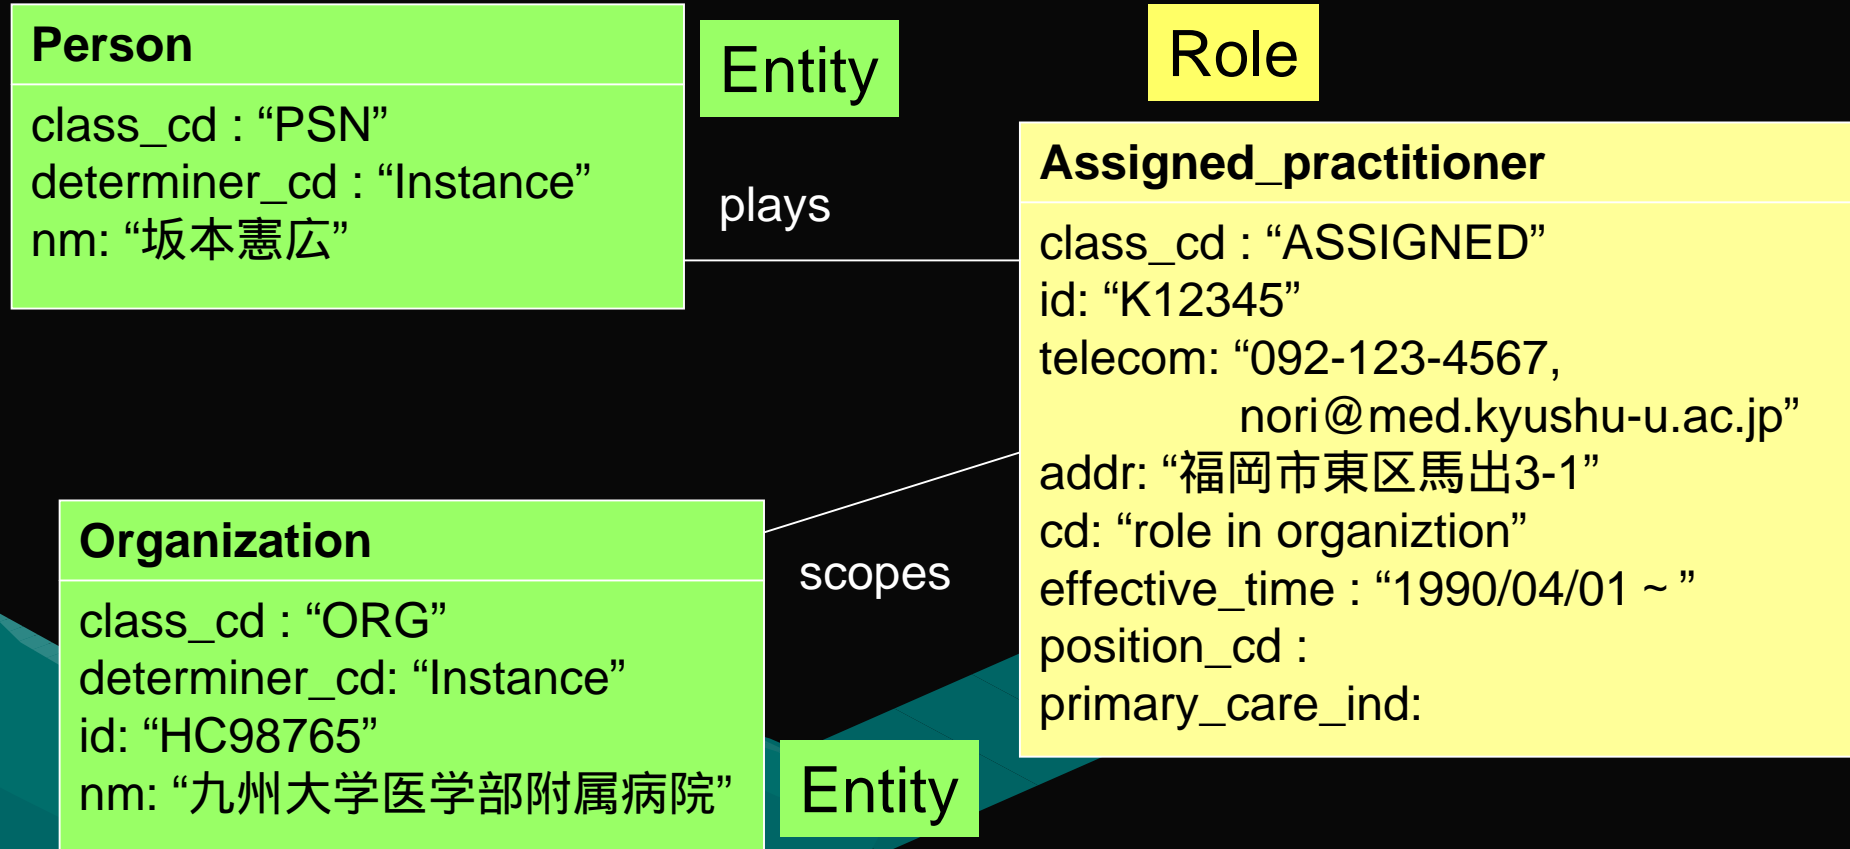 Person
class_cd : “PSN”
determiner_cd : “Instance”
nm: “坂本憲広”
Entity
plays
Role
Assigned_practitioner
class_cd : “ASSIGNED”
id: “K12345”
telecom: “092-123-4567,
nori@med.kyushu-u.ac.jp”
addr: “福岡市東区馬出3-1”
cd: “role in organiztion”
effective_time : “1990/04/01 ~ ”
position_cd :
primary_care_ind:
Organization
class_cd : “ORG”
determiner_cd: “Instance”
id: “HC98765”
nm: “九州大学医学部附属病院”
scopes
Entity